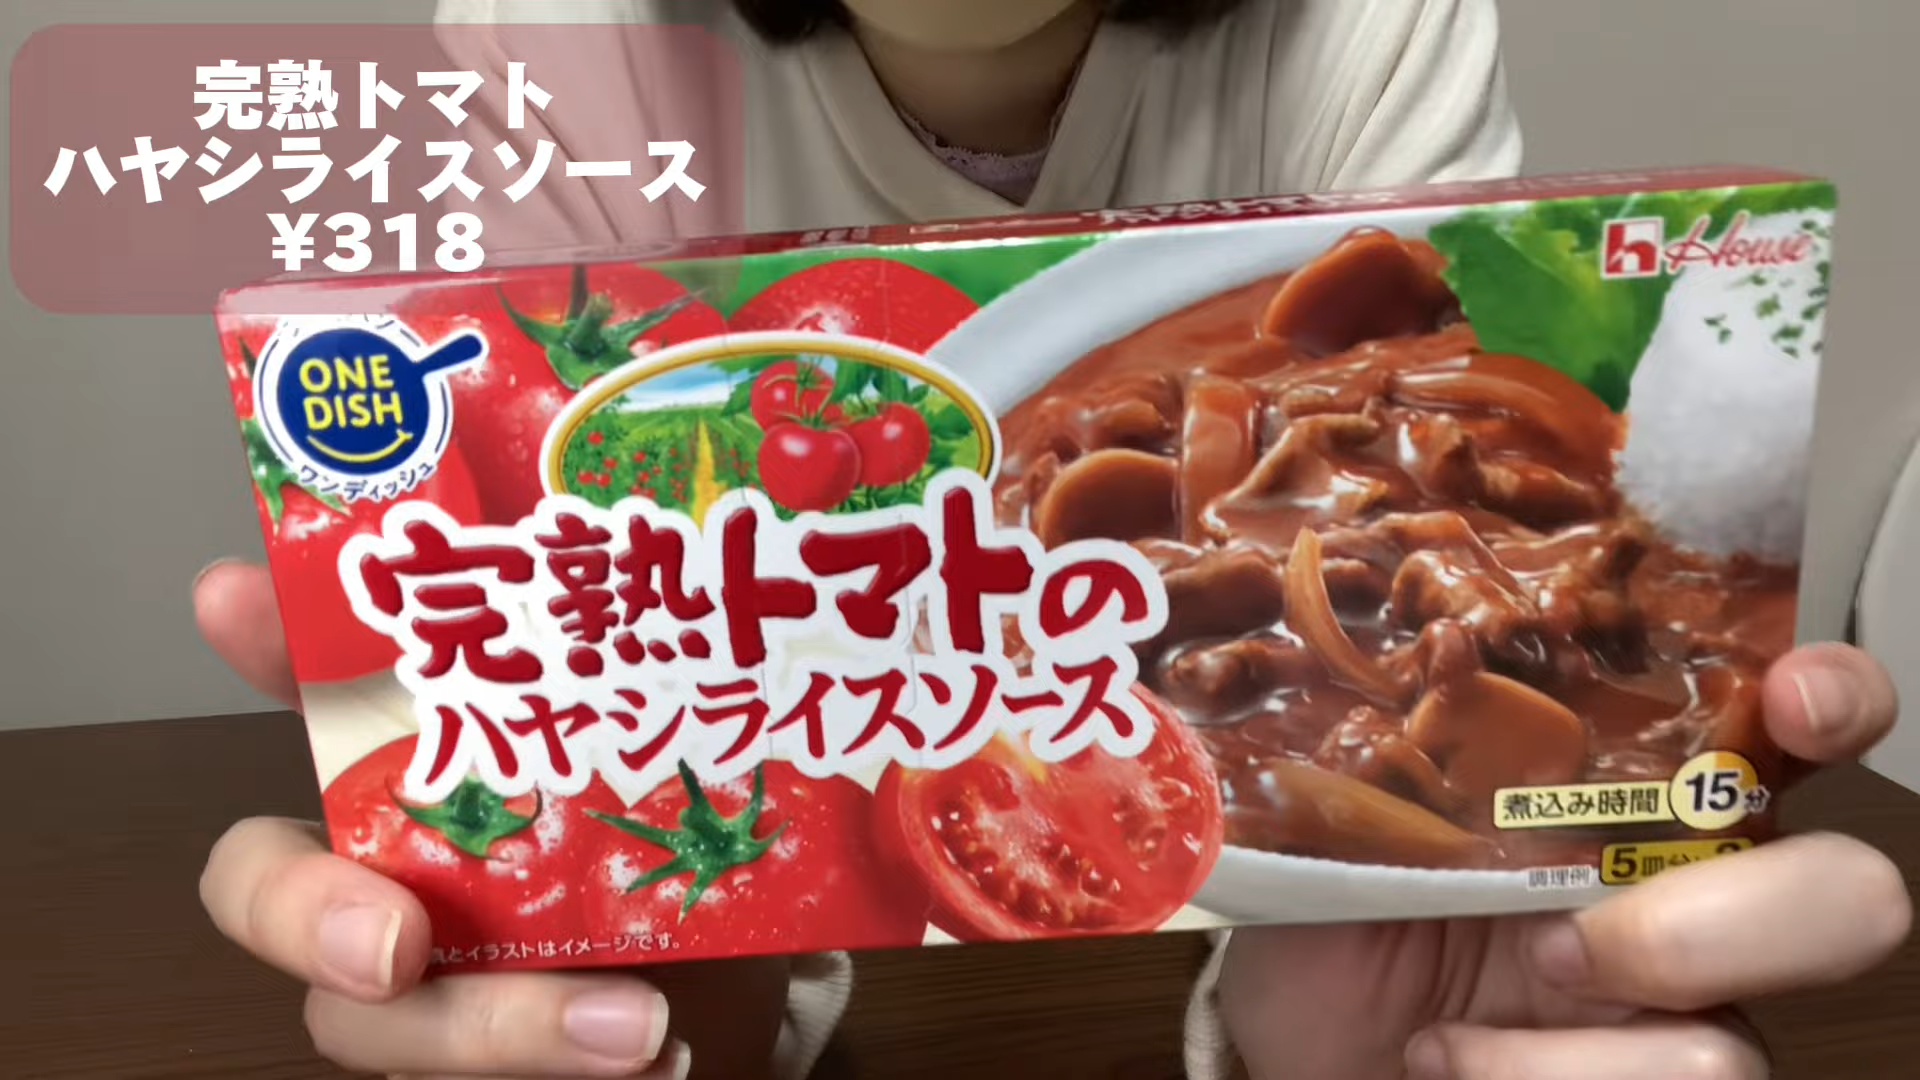 完熟トマト
ハヤシライスソース
¥318
House
ONE
DISH
ワンディッシュ
完熟トマトの
ハヤシライスソース
煮込み時間 15分
調理例
5皿分
真とイラストはイメージです。